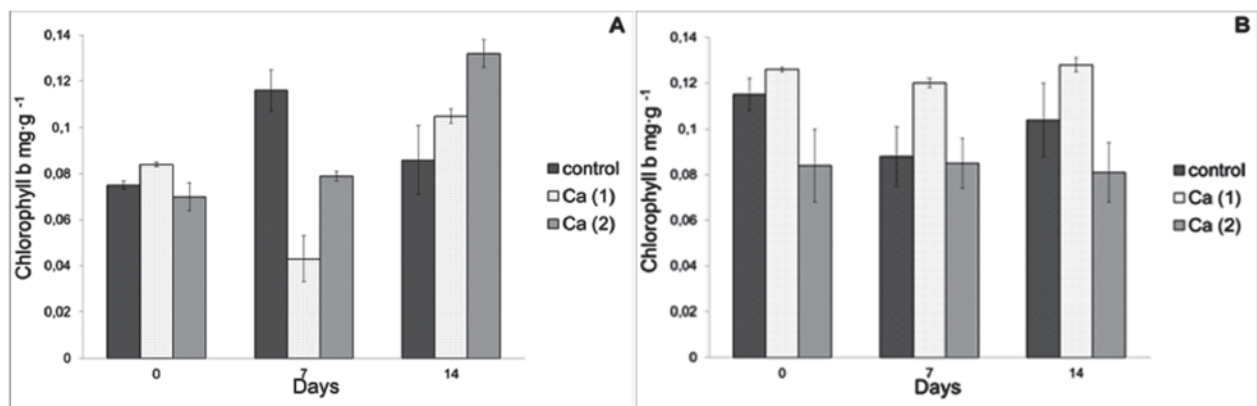 A
Chlorophyll b mg·g⁻¹
0,14
0,12
0,1
0,08
0,06
0,04
0,02
0
0
7
14
Days
control
Ca (1)
Ca (2)
B
Chlorophyll b mg·g⁻¹
0,14
0,12
0,1
0,08
0,06
0,04
0,02
0
0
7
14
Days
control
Ca (1)
Ca (2)